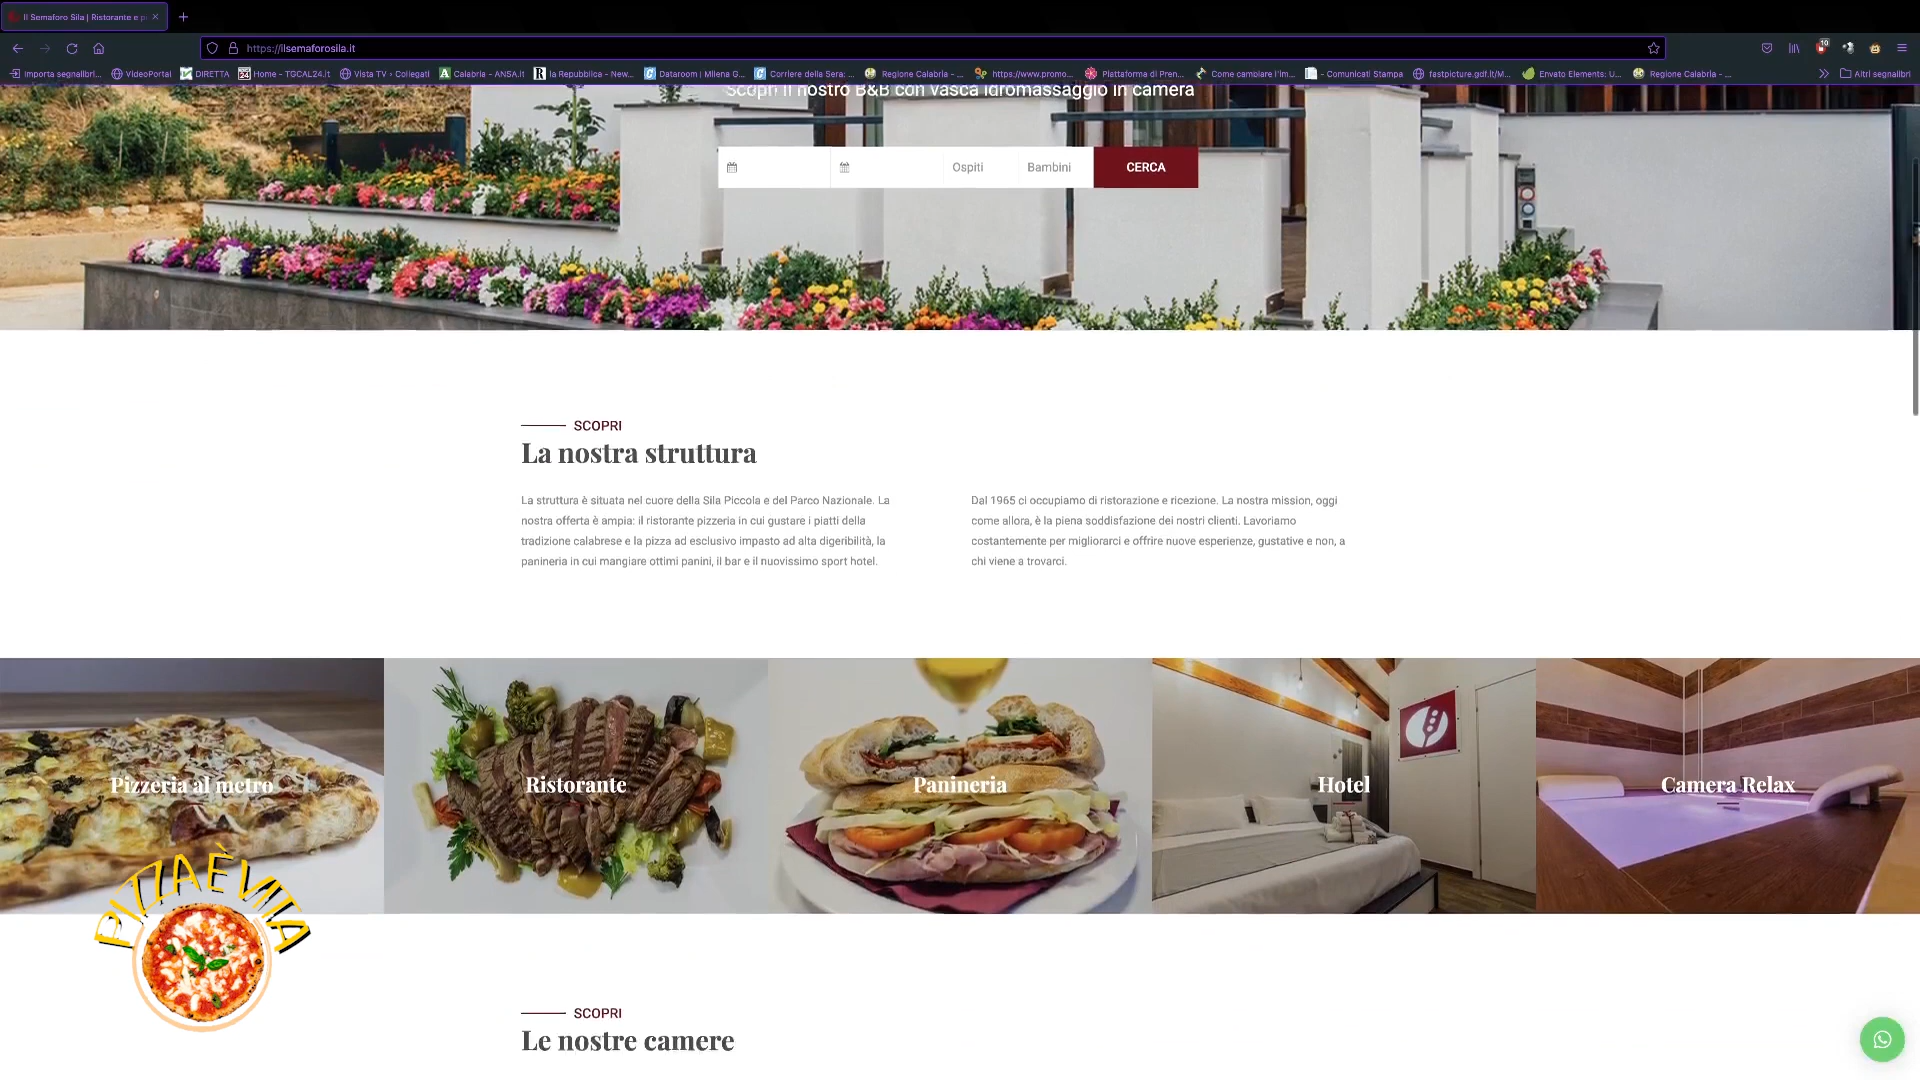 Il Semaforo Sila | Ristorante e p
https://ilsemaforosila.it
Importa segnalibri...
VideoPortal
DIRETTA
Home - TGCAL24.it
Vista TV › Collegati
Calabria - ANSA.it
la Repubblica - New...
Dataroom | Milena G...
Corriere della Sera: ...
Regione Calabria - ...
https://www.promo...
Plattaforma di Pren...
Come cambiare l'im...
- Comunicati Stampa
fastpicture.gdf.it/M...
Envato Elements: U...
Regione Calabria - ...
Altri segnalibri
Scopri il nostro B&B con vasca idromassaggio in camera
Ospiti
Bambini
CERCA
SCOPRI
La nostra struttura
La struttura è situata nel cuore della Sila Piccola e del Parco Nazionale. La
nostra offerta è ampia: il ristorante pizzeria in cui gustare i piatti della
tradizione calabrese e la pizza ad esclusivo impasto ad alta digeribilità, la
panineria in cui mangiare ottimi panini, il bar e il nuovissimo sport hotel.
Dal 1965 ci occupiamo di ristorazione e ricezione. La nostra mission, oggi
come allora, è la piena soddisfazione dei nostri clienti. Lavoriamo
costantemente per migliorarci e offrire nuove esperienze, gustative e non, a
chi viene a trovarci.
Pizzeria al metro
Ristorante
Panineria
Hotel
Camera Relax
PIZZA È VITA
SCOPRI
Le nostre camere